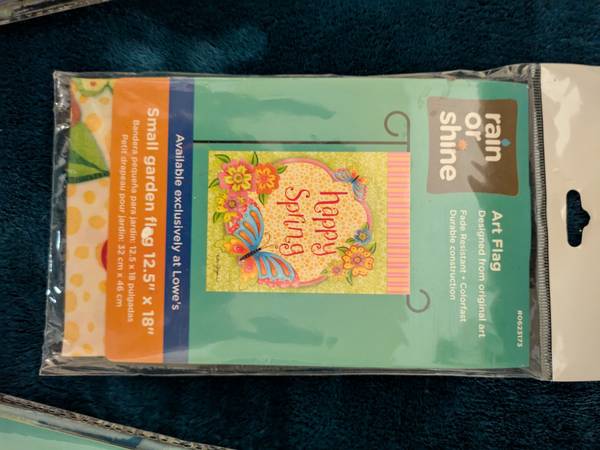 rain
or
shine
Art Flag
Designed from original art
Fade Resistant • Colorfast
Durable construction
#0623173
happy
Spring
Available exclusively at Lowe's
Small garden flag 12.5" x 18"
Bandera pequeña para jardín: 12.5 x 18 pulgadas
Petit drapeau pour jardin: 32 cm x 46 cm